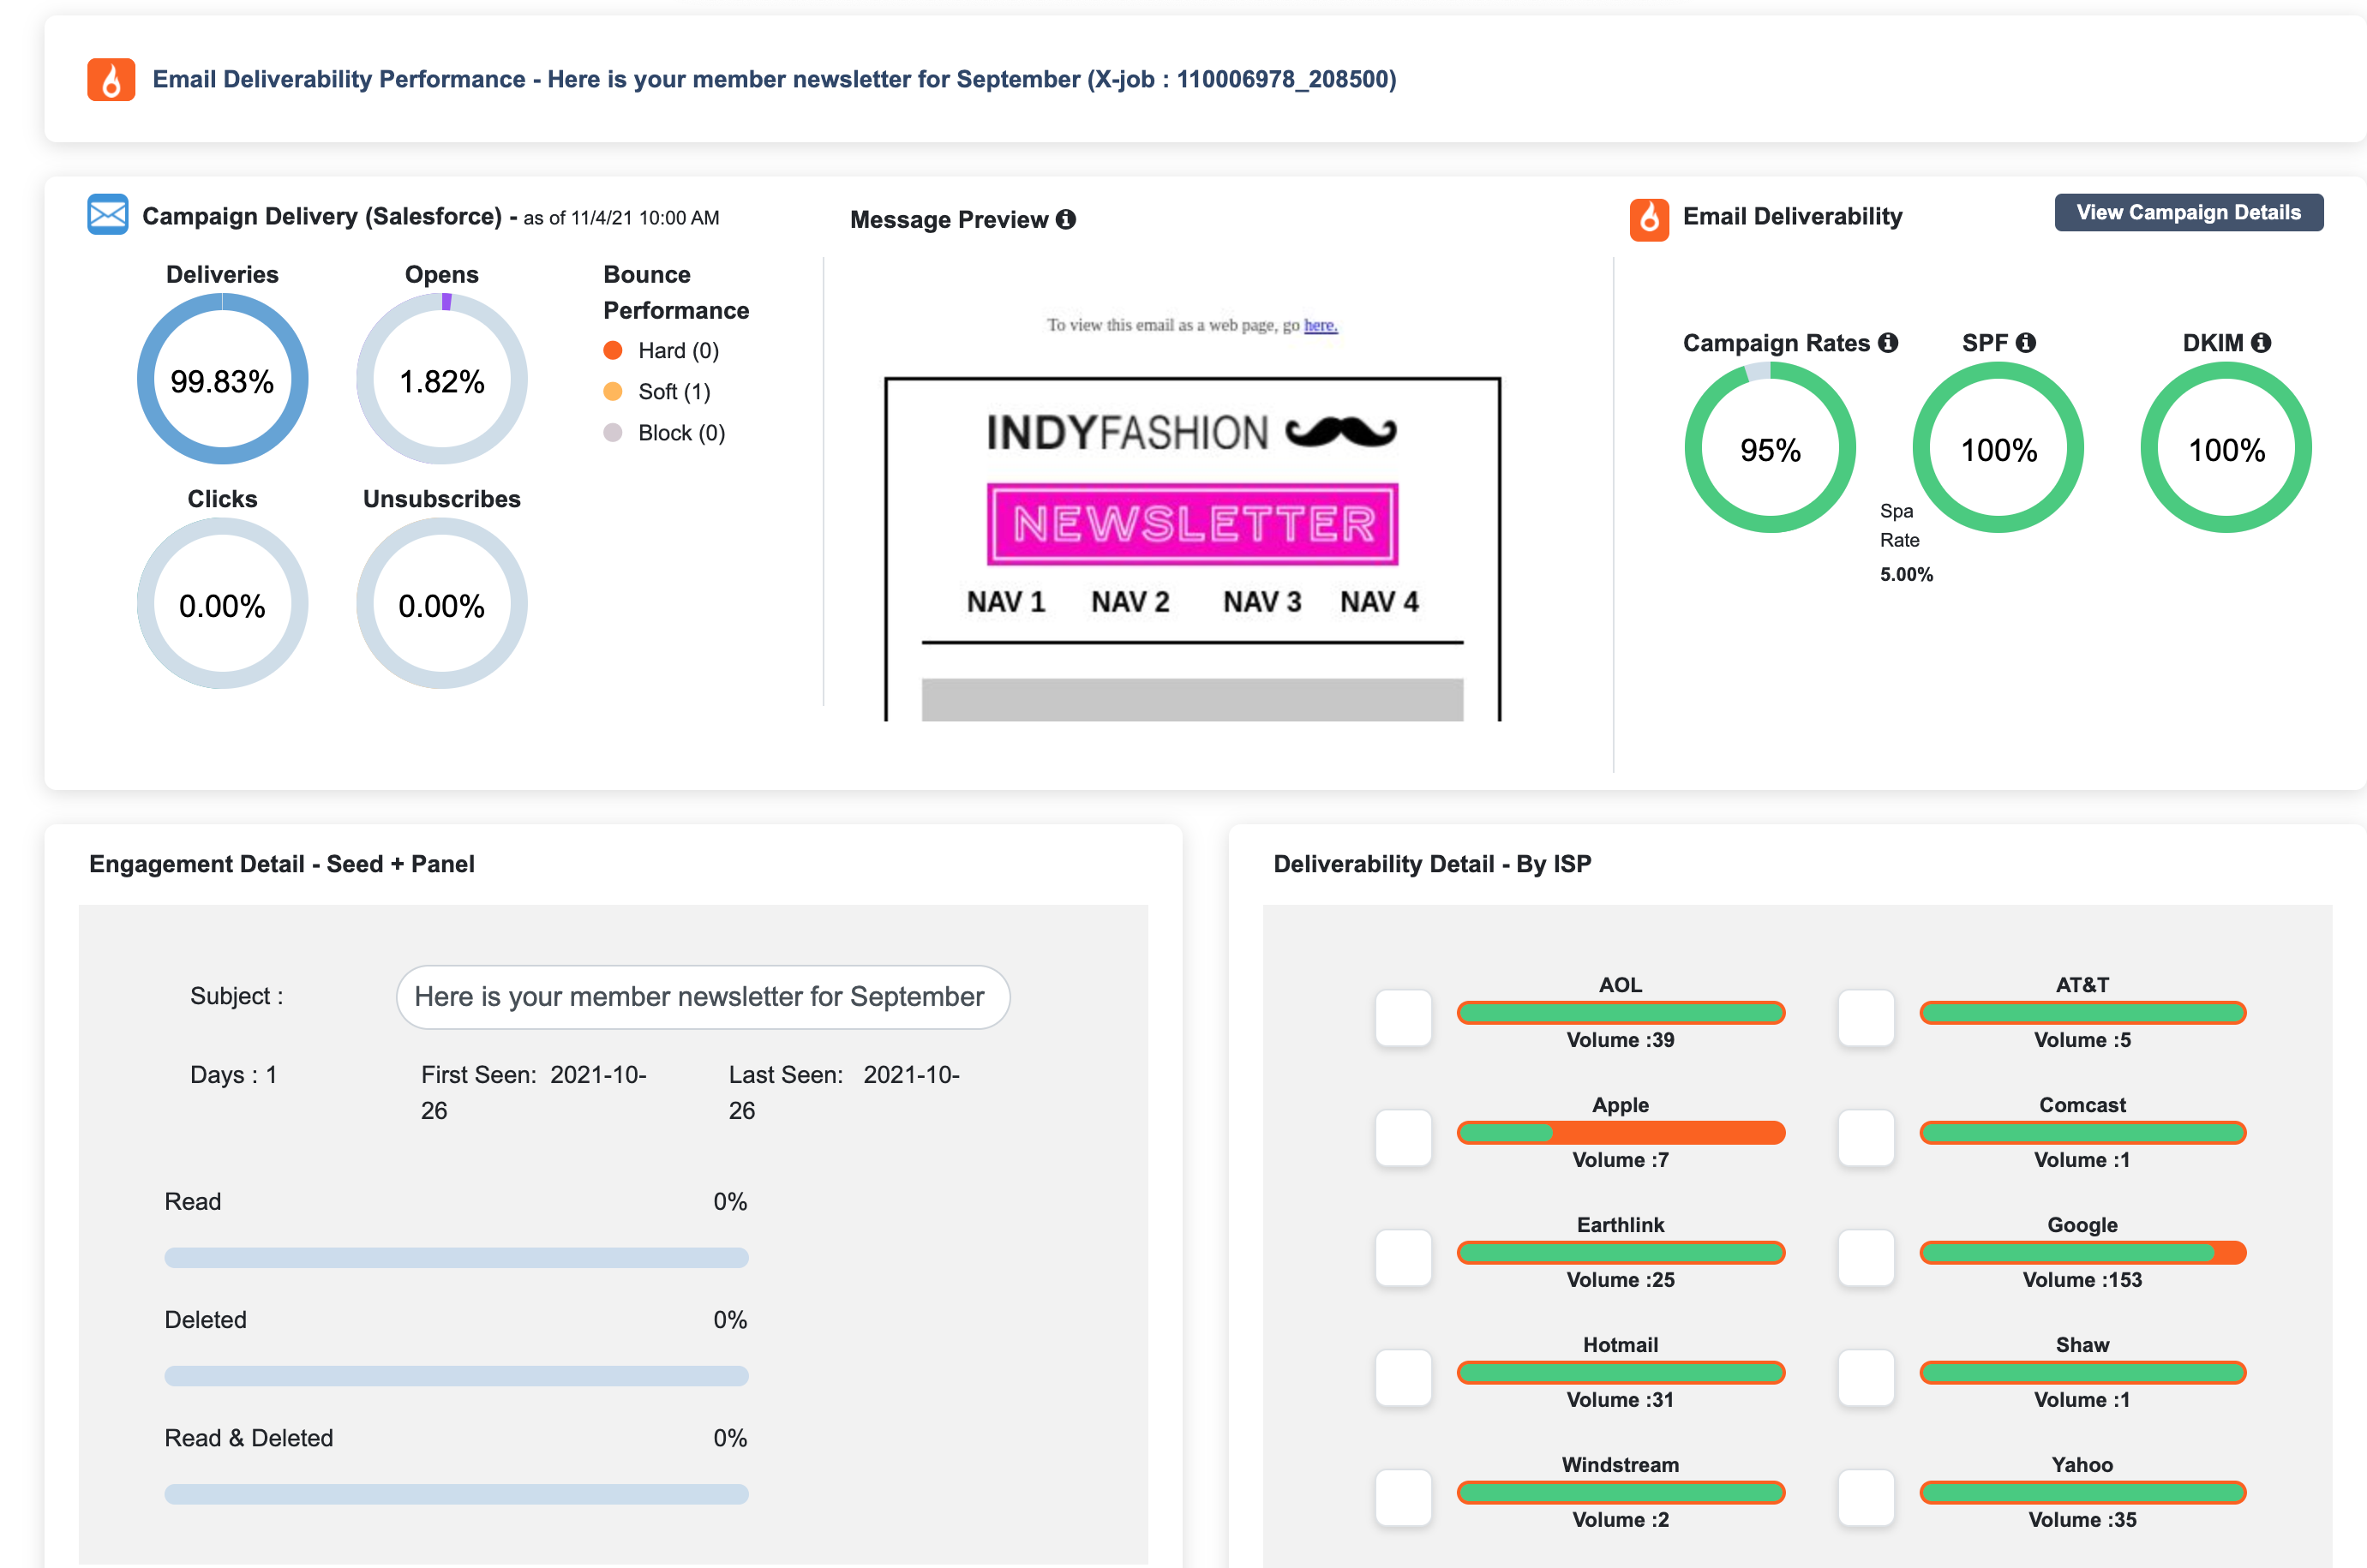 Email Deliverability Performance - Here is your member newsletter for September (X-job : 110006978_208500)
Campaign Delivery (Salesforce) - as of 11/4/21 10:00 AM
Deliveries
99.83%
Opens
1.82%
Clicks
0.00%
Unsubscribes
0.00%
Bounce
Performance
Hard (0)
Soft (1)
Block (0)
Message Preview
To view this email as a web page, go here.
INDYFASHION
NEWSLETTER
NAV 1 NAV 2 NAV 3 NAV 4
Email Deliverability
View Campaign Details
Campaign Rates
95%
Spa
Rate
5.00%
SPF
100%
DKIM
100%
Engagement Detail - Seed + Panel
Subject : Here is your member newsletter for September
Days : 1
First Seen: 2021-10-
26
Last Seen: 2021-10-
26
Read 0%
Deleted 0%
Read & Deleted 0%
Deliverability Detail - By ISP
AOL
Volume :39
AT&T
Volume :5
Apple
Volume :7
Comcast
Volume :1
Earthlink
Volume :25
Google
Volume :153
Hotmail
Volume :31
Shaw
Volume :1
Windstream
Volume :2
Yahoo
Volume :35